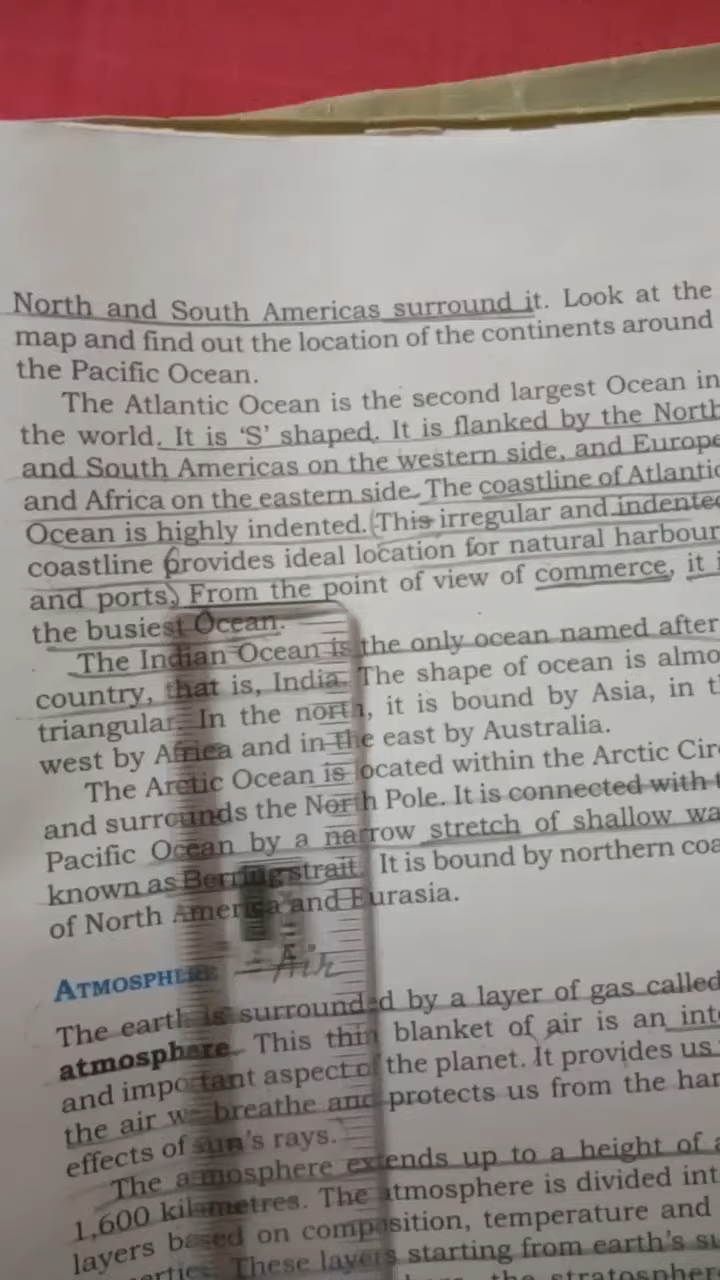 North and South Americas surround it. Look at the
map and find out the location of the continents around
the Pacific Ocean.
The Atlantic Ocean is the second largest Ocean in
the world. It is ‘S’ shaped. It is flanked by the North
and South Americas on the western side, and Europe
and Africa on the eastern side. The coastline of Atlantic
Ocean is highly indented. This irregular and indented
coastline provides ideal location for natural harbour
and ports. From the point of view of commerce, it
the busiest Ocean.
The Indian Ocean is the only ocean named after
country, that is, India. The shape of ocean is almo
triangular. In the north, it is bound by Asia, in t
west by Africa and in the east by Australia.
The Arctic Ocean is located within the Arctic Circ
and surrounds the North Pole. It is connected with
Pacific Ocean by a narrow stretch of shallow wa
known as Berring strait. It is bound by northern coa
of North America and Eurasia.
ATMOSPHERE = Air
The earth is surrounded by a layer of gas called
atmosphere. This thin blanket of air is an int
and important aspect of the planet. It provides us
the air we breathe and protects us from the har
effects of sun’s rays.
The atmosphere extends up to a height of a
1,600 kilometres. The atmosphere is divided int
layers based on composition, temperature and
These layers starting from earth’s su
the stratospher